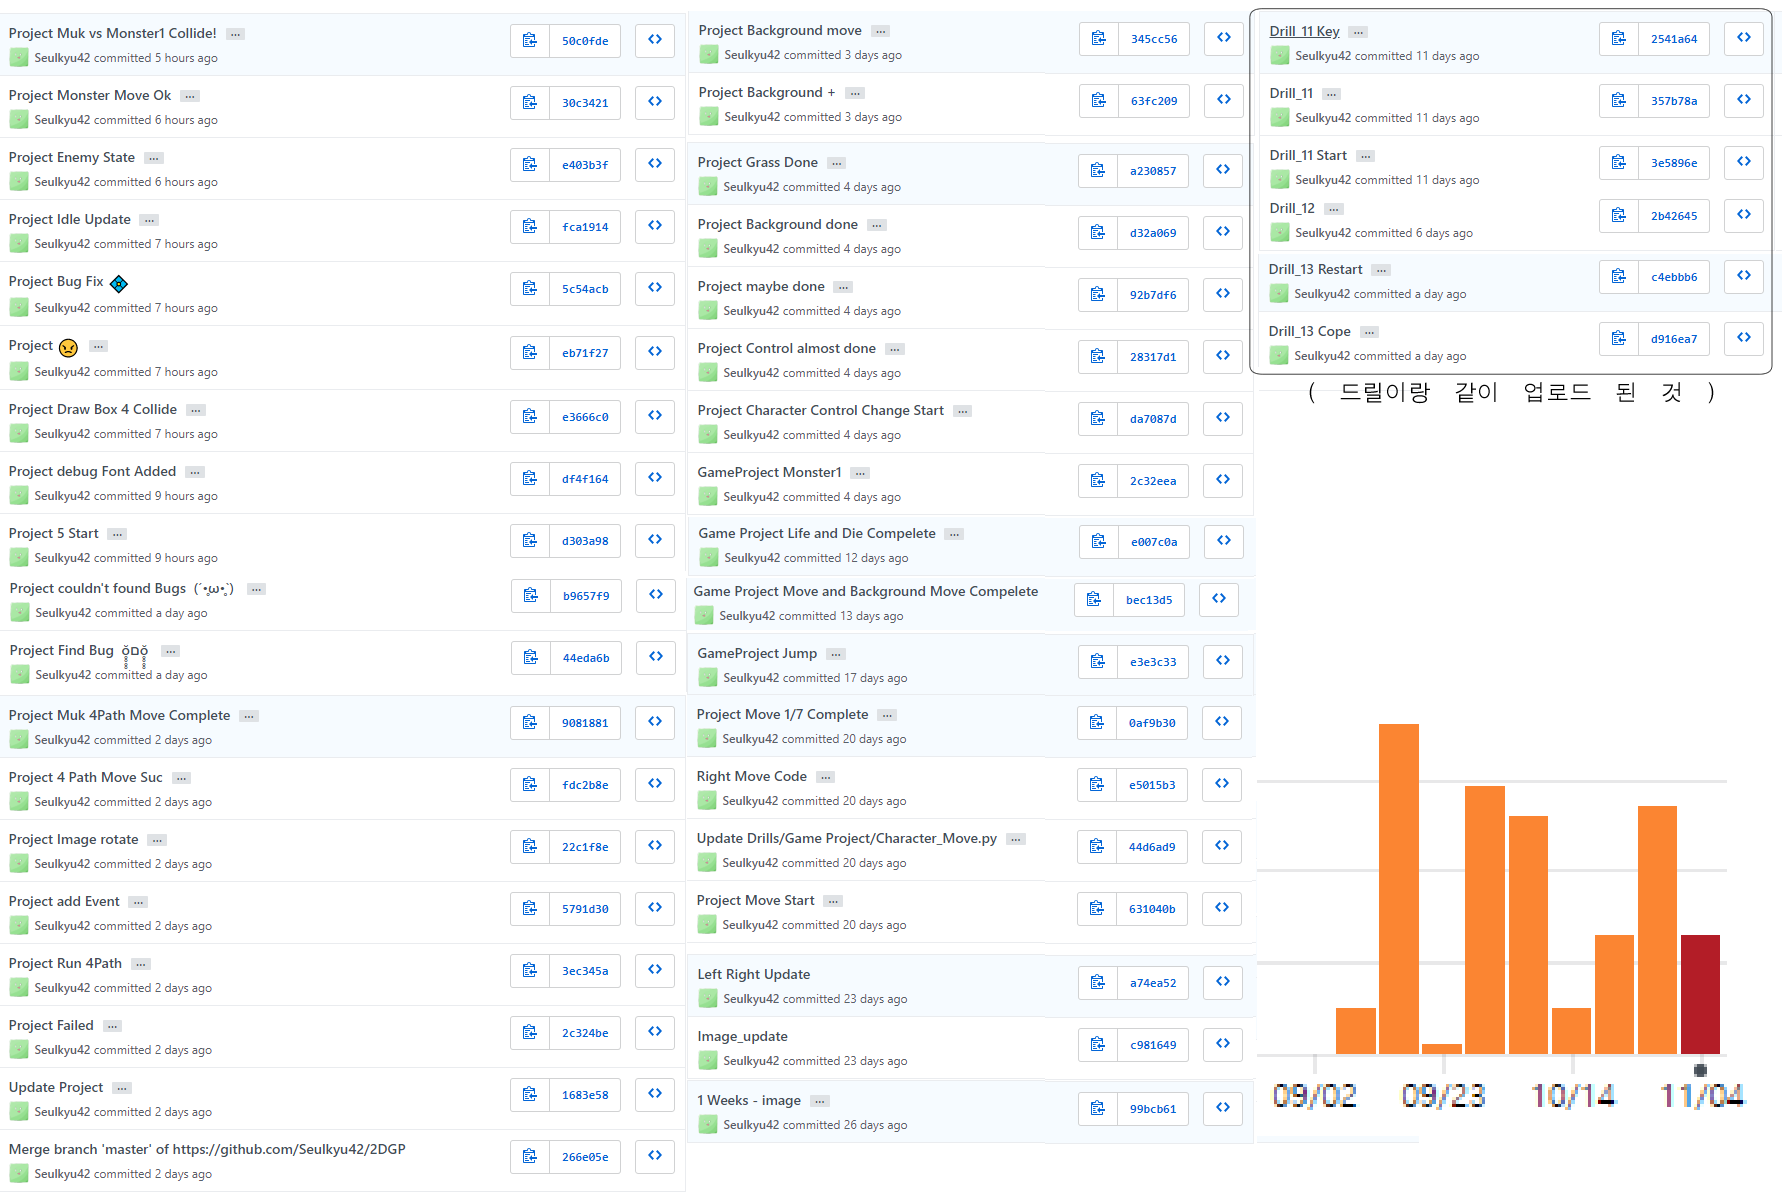 Project Muk vs Monster1 Collide! …
Seulkyu42 committed 5 hours ago
50c0fde
Project Monster Move Ok …
Seulkyu42 committed 6 hours ago
30c3421
Project Enemy State …
Seulkyu42 committed 6 hours ago
e403b3f
Project Idle Update …
Seulkyu42 committed 7 hours ago
fca1914
Project Bug Fix 💠
Seulkyu42 committed 7 hours ago
5c54acb
Project 😠 …
Seulkyu42 committed 7 hours ago
eb71f27
Project Draw Box 4 Collide …
Seulkyu42 committed 7 hours ago
e3666c0
Project debug Font Added …
Seulkyu42 committed 9 hours ago
df4f164
Project 5 Start …
Seulkyu42 committed 9 hours ago
d303a98
Project couldn't found Bugs (´•̥ω•̥`) …
Seulkyu42 committed a day ago
b9657f9
Project Find Bug …
Seulkyu42 committed a day ago
44eda6b
Project Muk 4Path Move Complete …
Seulkyu42 committed 2 days ago
9081881
Project 4 Path Move Suc …
Seulkyu42 committed 2 days ago
fdc2b8e
Project Image rotate …
Seulkyu42 committed 2 days ago
22c1f8e
Project add Event …
Seulkyu42 committed 2 days ago
5791d30
Project Run 4Path …
Seulkyu42 committed 2 days ago
3ec345a
Project Failed …
Seulkyu42 committed 2 days ago
2c324be
Update Project …
Seulkyu42 committed 2 days ago
1683e58
Merge branch 'master' of https://github.com/Seulkyu42/2DGP
Seulkyu42 committed 2 days ago
266e05e
Project Background move …
Seulkyu42 committed 3 days ago
345cc56
Project Background + …
Seulkyu42 committed 3 days ago
63fc209
Project Grass Done …
Seulkyu42 committed 4 days ago
a230857
Project Background done …
Seulkyu42 committed 4 days ago
d32a069
Project maybe done …
Seulkyu42 committed 4 days ago
92b7df6
Project Control almost done …
Seulkyu42 committed 4 days ago
28317d1
Project Character Control Change Start …
Seulkyu42 committed 4 days ago
da7087d
GameProject Monster1 …
Seulkyu42 committed 4 days ago
2c32eea
Game Project Life and Die Compelete …
Seulkyu42 committed 12 days ago
e007c0a
Game Project Move and Background Move Compelete
Seulkyu42 committed 13 days ago
bec13d5
GameProject Jump …
Seulkyu42 committed 17 days ago
e3e3c33
Project Move 1/7 Complete …
Seulkyu42 committed 20 days ago
0af9b30
Right Move Code …
Seulkyu42 committed 20 days ago
e5015b3
Update Drills/Game Project/Character_Move.py …
Seulkyu42 committed 20 days ago
44d6ad9
Project Move Start …
Seulkyu42 committed 20 days ago
631040b
Left Right Update
Seulkyu42 committed 23 days ago
a74ea52
Image_update
Seulkyu42 committed 23 days ago
c981649
1 Weeks - image …
Seulkyu42 committed 26 days ago
99bcb61
Drill_11 Key …
Seulkyu42 committed 11 days ago
2541a64
Drill_11 …
Seulkyu42 committed 11 days ago
357b78a
Drill_11 Start …
Seulkyu42 committed 11 days ago
3e5896e
Drill_12 …
Seulkyu42 committed 6 days ago
2b42645
Drill_13 Restart …
Seulkyu42 committed a day ago
c4ebbb6
Drill_13 Cope …
Seulkyu42 committed a day ago
d916ea7
( 드릴이랑 같이 업로드 된 것 )
09/02 09/23 10/14 11/04